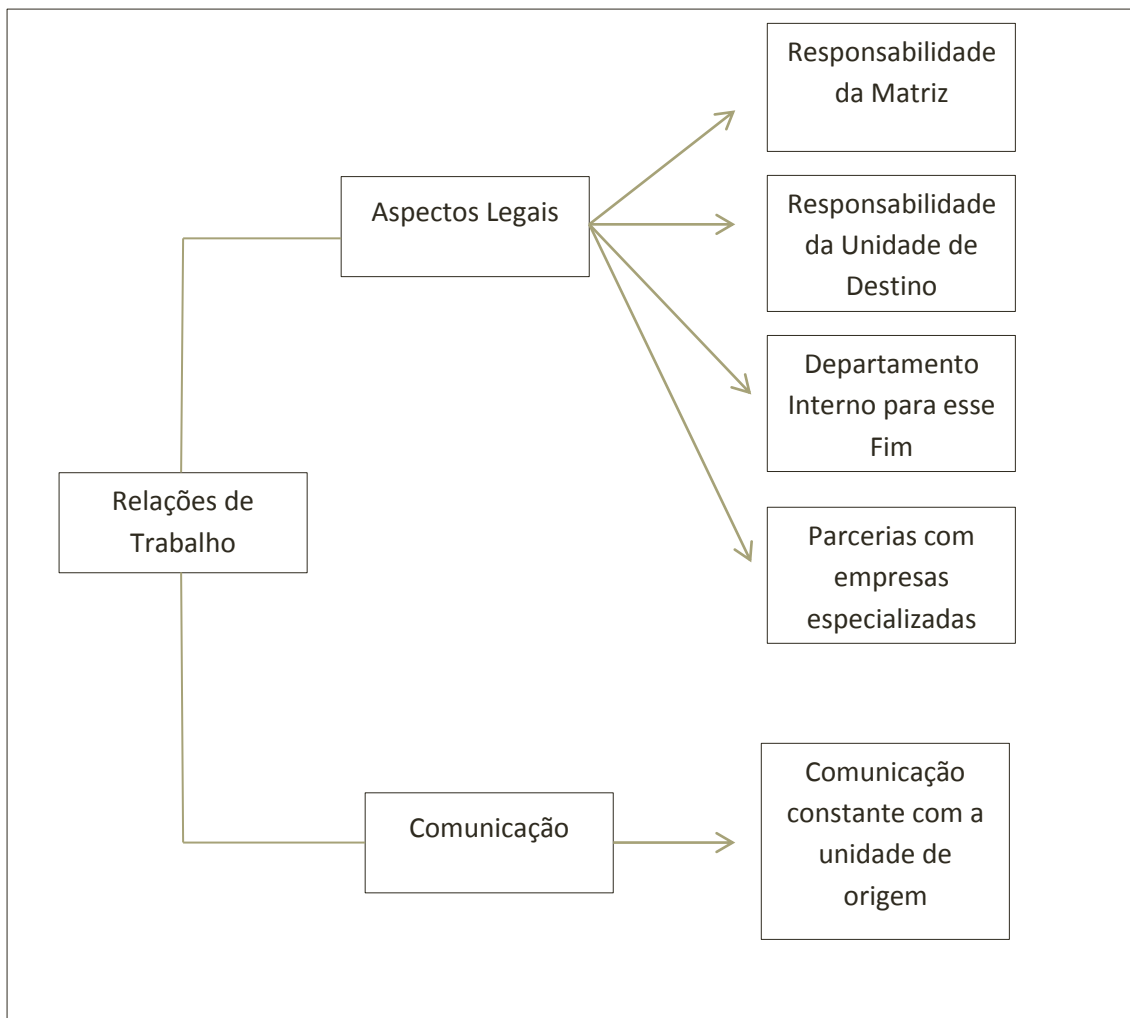 Responsabilidade
da Matriz
Aspectos Legais
Responsabilidade
da Unidade de
Destino
Departamento
Interno para esse
Fim
Relações de
Trabalho
Parcerias com
empresas
especializadas
Comunicação
Comunicação
constante com a
unidade de
origem